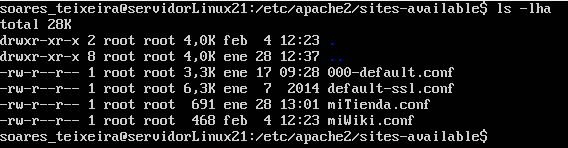 soares_teixeira@servidorLinux21:/etc/apache2/sites-available$ ls -lha
total 28K
drwxr-xr-x 2 root root 4,0K feb  4 12:23 .
drwxr-xr-x 8 root root 4,0K ene 28 12:37 ..
-rw-r--r-- 1 root root 3,3K ene 17 09:28 000-default.conf
-rw-r--r-- 1 root root 6,3K ene  7  2014 default-ssl.conf
-rw-r--r-- 1 root root  691 ene 28 13:01 miTienda.conf
-rw-r--r-- 1 root root  468 feb  4 12:23 miWiki.conf
soares_teixeira@servidorLinux21:/etc/apache2/sites-available$